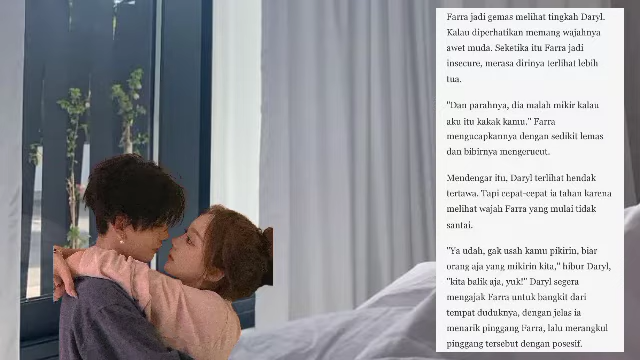 Farra jadi gemas melihat tingkah Daryl.
Kalau diperhatikan memang wajahnya
awet muda. Seketika itu Farra jadi
insecure, merasa dirinya terlihat lebih
tua.
"Dan parahnya, dia malah mikir kalau
aku itu kakak kamu." Farra
mengucapkannya dengan sedikit lemas
dan bibirnya mengerucut.
Mendengar itu, Daryl terlihat hendak
tertawa. Tapi cepat-cepat ia tahan karena
melihat wajah Farra yang mulai tidak
santai.
"Ya udah, gak usah kamu pikirin, biar
orang aja yang mikirin kita," hibur Daryl,
"kita balik aja, yuk!" Daryl segera
mengajak Farra untuk bangkit dari
tempat duduknya, dengan jelas ia
menarik pinggang Farra, lalu merangkul
pinggang tersebut dengan posesif.